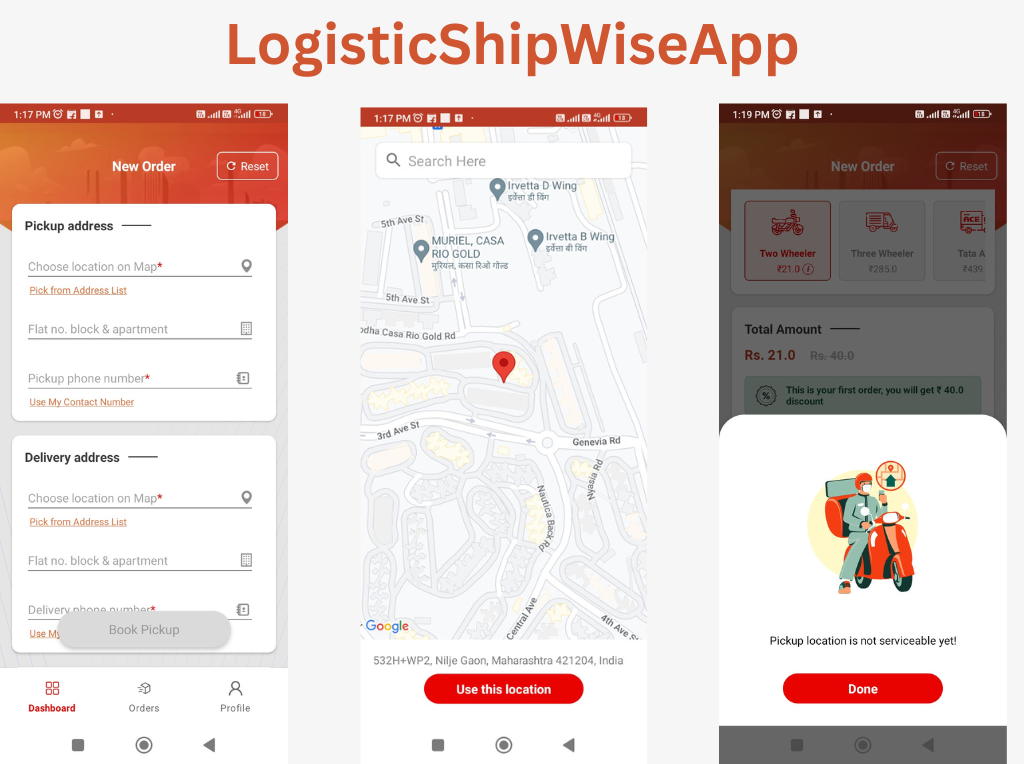 LogisticShipWiseApp
1:17 PM
4G
18
New Order
Reset
Pickup address
Choose location on Map*
Pick from Address List
Flat no. block & apartment
Pickup phone number*
Use My Contact Number
Delivery address
Choose location on Map*
Pick from Address List
Flat no. block & apartment
Delivery phone number*
Use My
Book Pickup
Dashboard
Orders
Profile
1:17 PM
4G
18
Search Here
Irvetta D Wing
इर्वेत्ता डी विंग
5th Ave St
MURIEL, CASA
RIO GOLD
मुरियल, कासा रिओ गोल्ड
Irvetta B Wing
इर्वेत्ता बी विंग
5th Ave St
odha Casa Rio Gold Rd
3rd Ave St
Genevia Rd
Nyasia Rd
Nautica Back Rd
Central Ave
4th Ave St
Google
532H+WP2, Nilje Gaon, Maharashtra 421204, India
Use this location
1:19 PM
4G
18
New Order
Reset
Two Wheeler
₹21.0
Three Wheeler
₹285.0
ACE
Tata A
₹439
Total Amount
Rs. 21.0 Rs. 40.0
This is your first order, you will get ₹ 40.0
discount
Pickup location is not serviceable yet!
Done